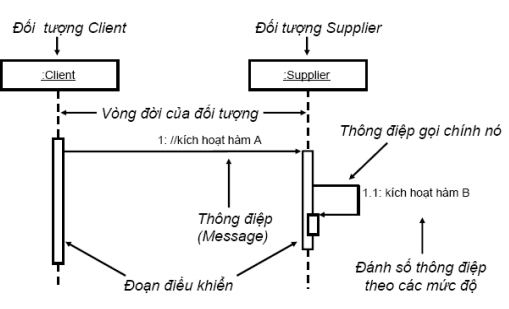 Đối tượng Client
Đối tượng Supplier
:Client
:Supplier
Vòng đời của đối tượng
1: //kích hoạt hàm A
Thông điệp gọi chính nó
1.1: kích hoạt hàm B
Thông điệp
(Message)
Đoạn điều khiển
Đánh số thông điệp
theo các mức độ